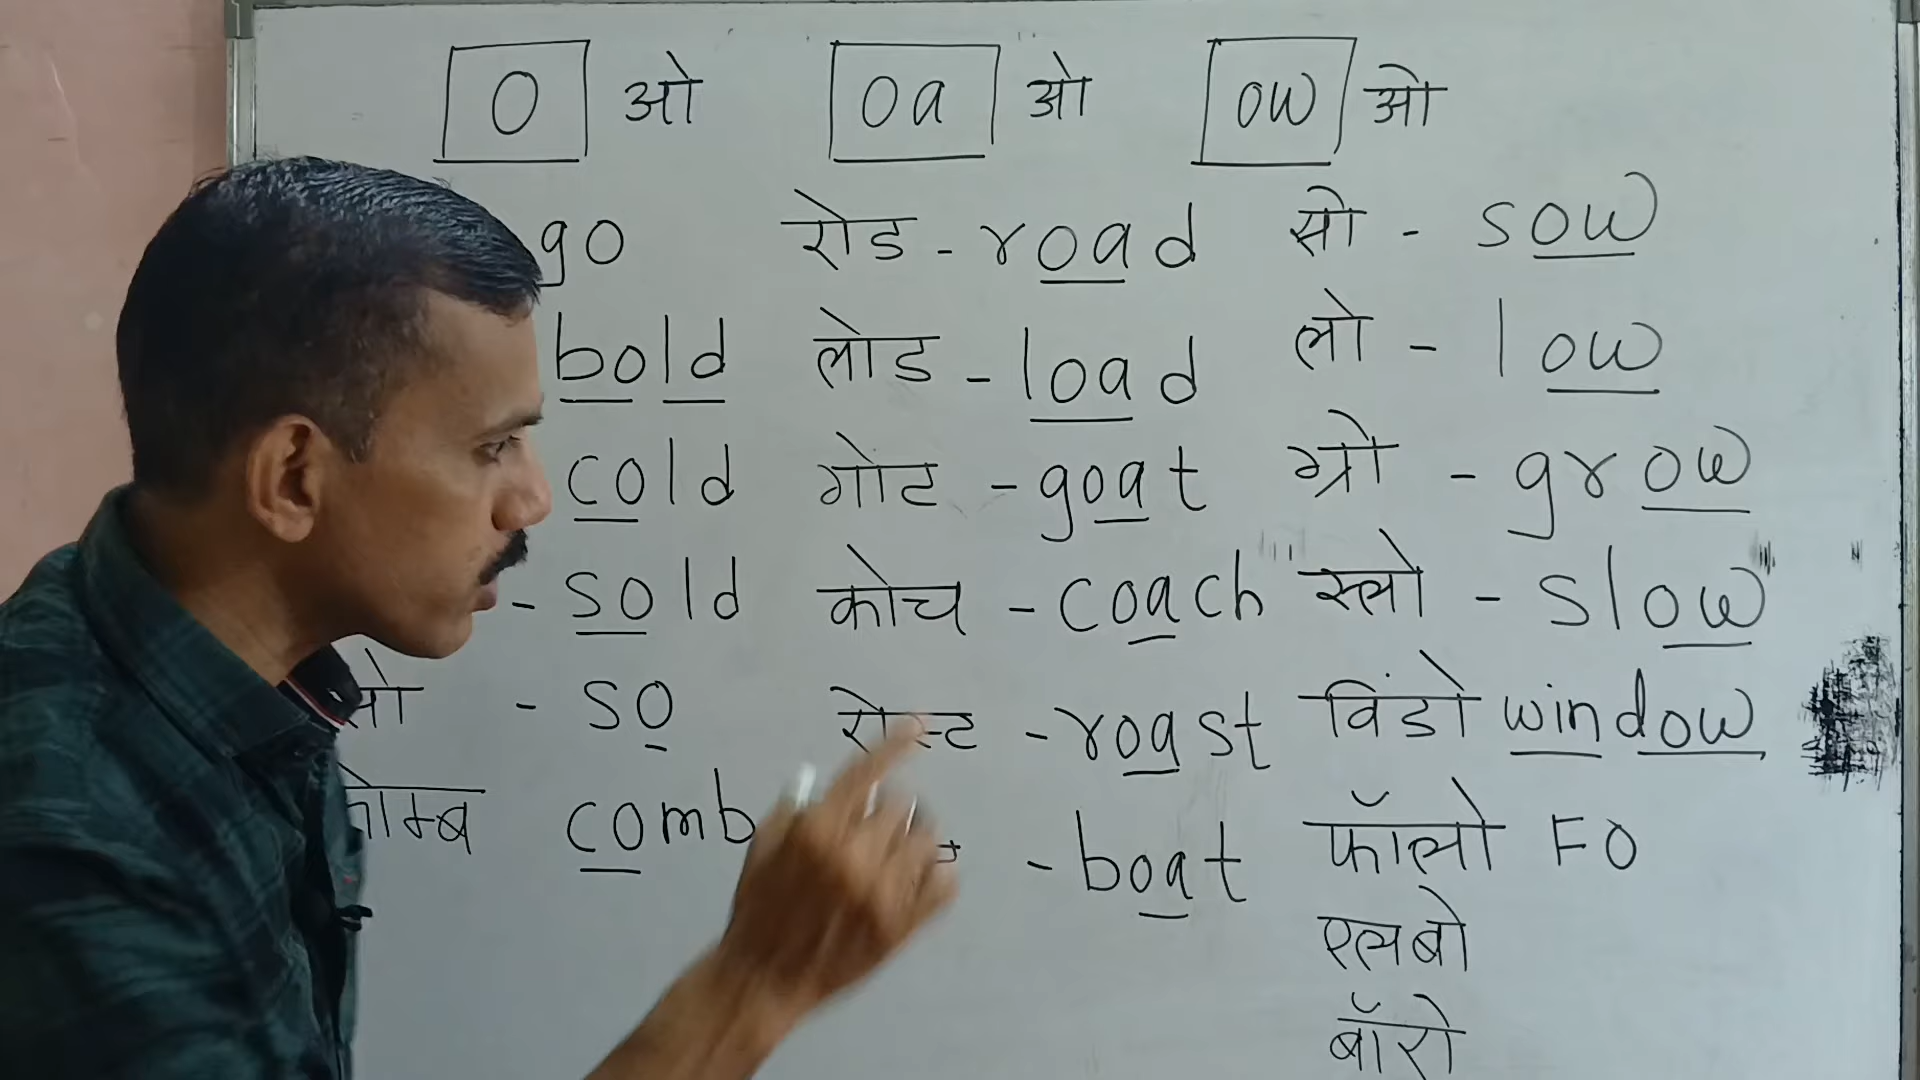 o ओ oa ओ ow ओ
go रोड - road सो - sow
bold लोड - load लो - low
cold गोट - goat ग्रो - grow
- sold कोच - coach स्लो - slow
- so रोस्ट - roast विंडो window
comb - boat फॉलो FO
एल्बो
बॉरो